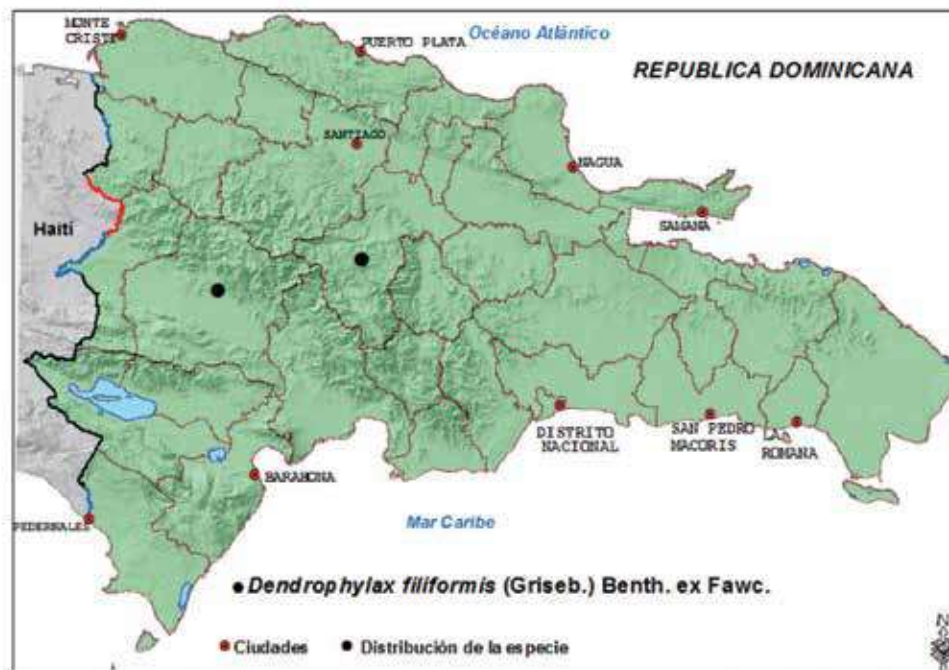 MONTE
CRISTI
PUERTO PLATA
Océano Atlántico
REPUBLICA DOMINICANA
SANTIAGO
NAGUA
SAMANA
Haití
DISTRITO
NACIONAL
SAN PEDRO
MACORIS
ROMANA
BARAHONA
PEDERNALES
Mar Caribe
Dendrophylax filiformis (Griseb.) Benth. ex Fawc.
Ciudades
Distribución de la especie